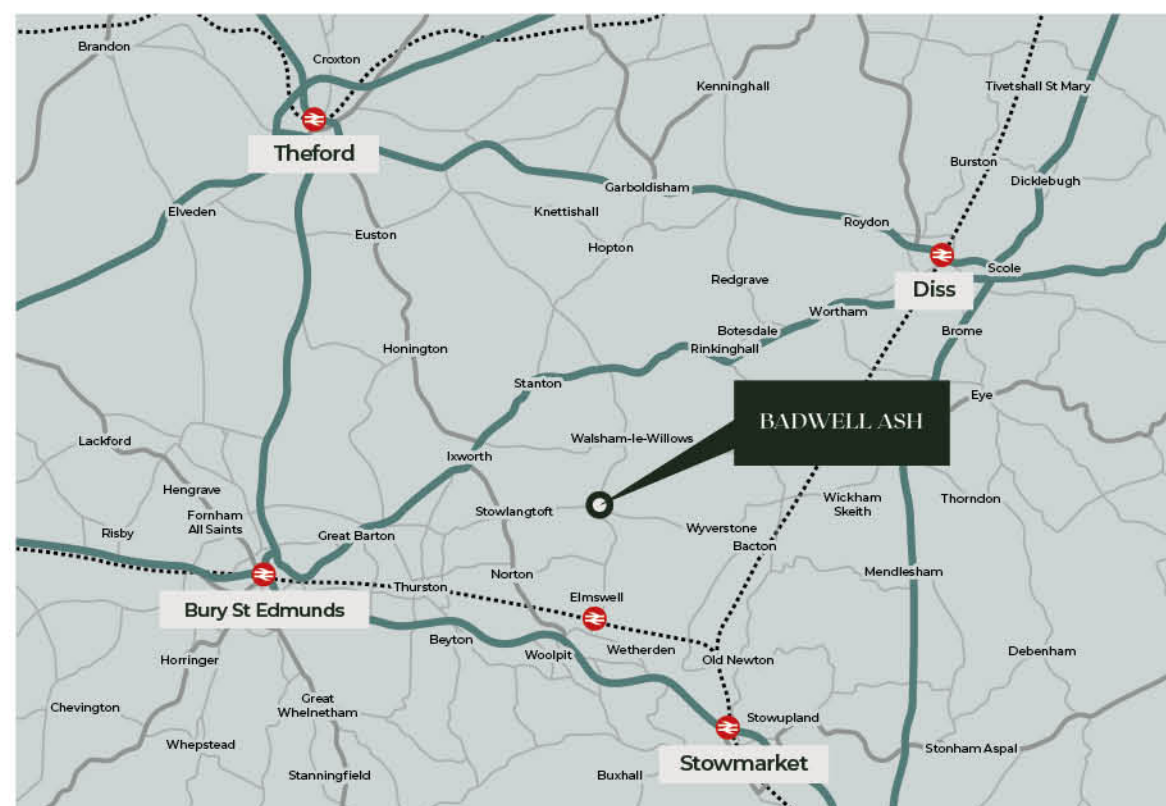 Brandon
Croxton
Kenninghall
Tivetshall St Mary
Theford
Burston
Dicklebugh
Elveden
Garboldisham
Knettishall
Euston
Hopton
Roydon
Redgrave
Scole
Diss
Wortham
Botesdale
Brome
Honington
Rinkinghall
Stanton
Eye
BADWELL ASH
Lackford
Walsham-le-Willows
Ixworth
Hengrave
Fornham
All Saints
Wickham
Skeith
Thorndon
Stowlangtoft
Risby
Great Barton
Wyverstone
Bacton
Norton
Mendlesham
Thurston
Elmswell
Bury St Edmunds
Beyton
Woolpit
Wetherden
Old Newton
Debenham
Horringer
Chevington
Great
Whelnetham
Stowupland
Whepstead
Stonham Aspal
Stowmarket
Stanningfield
Buxhall